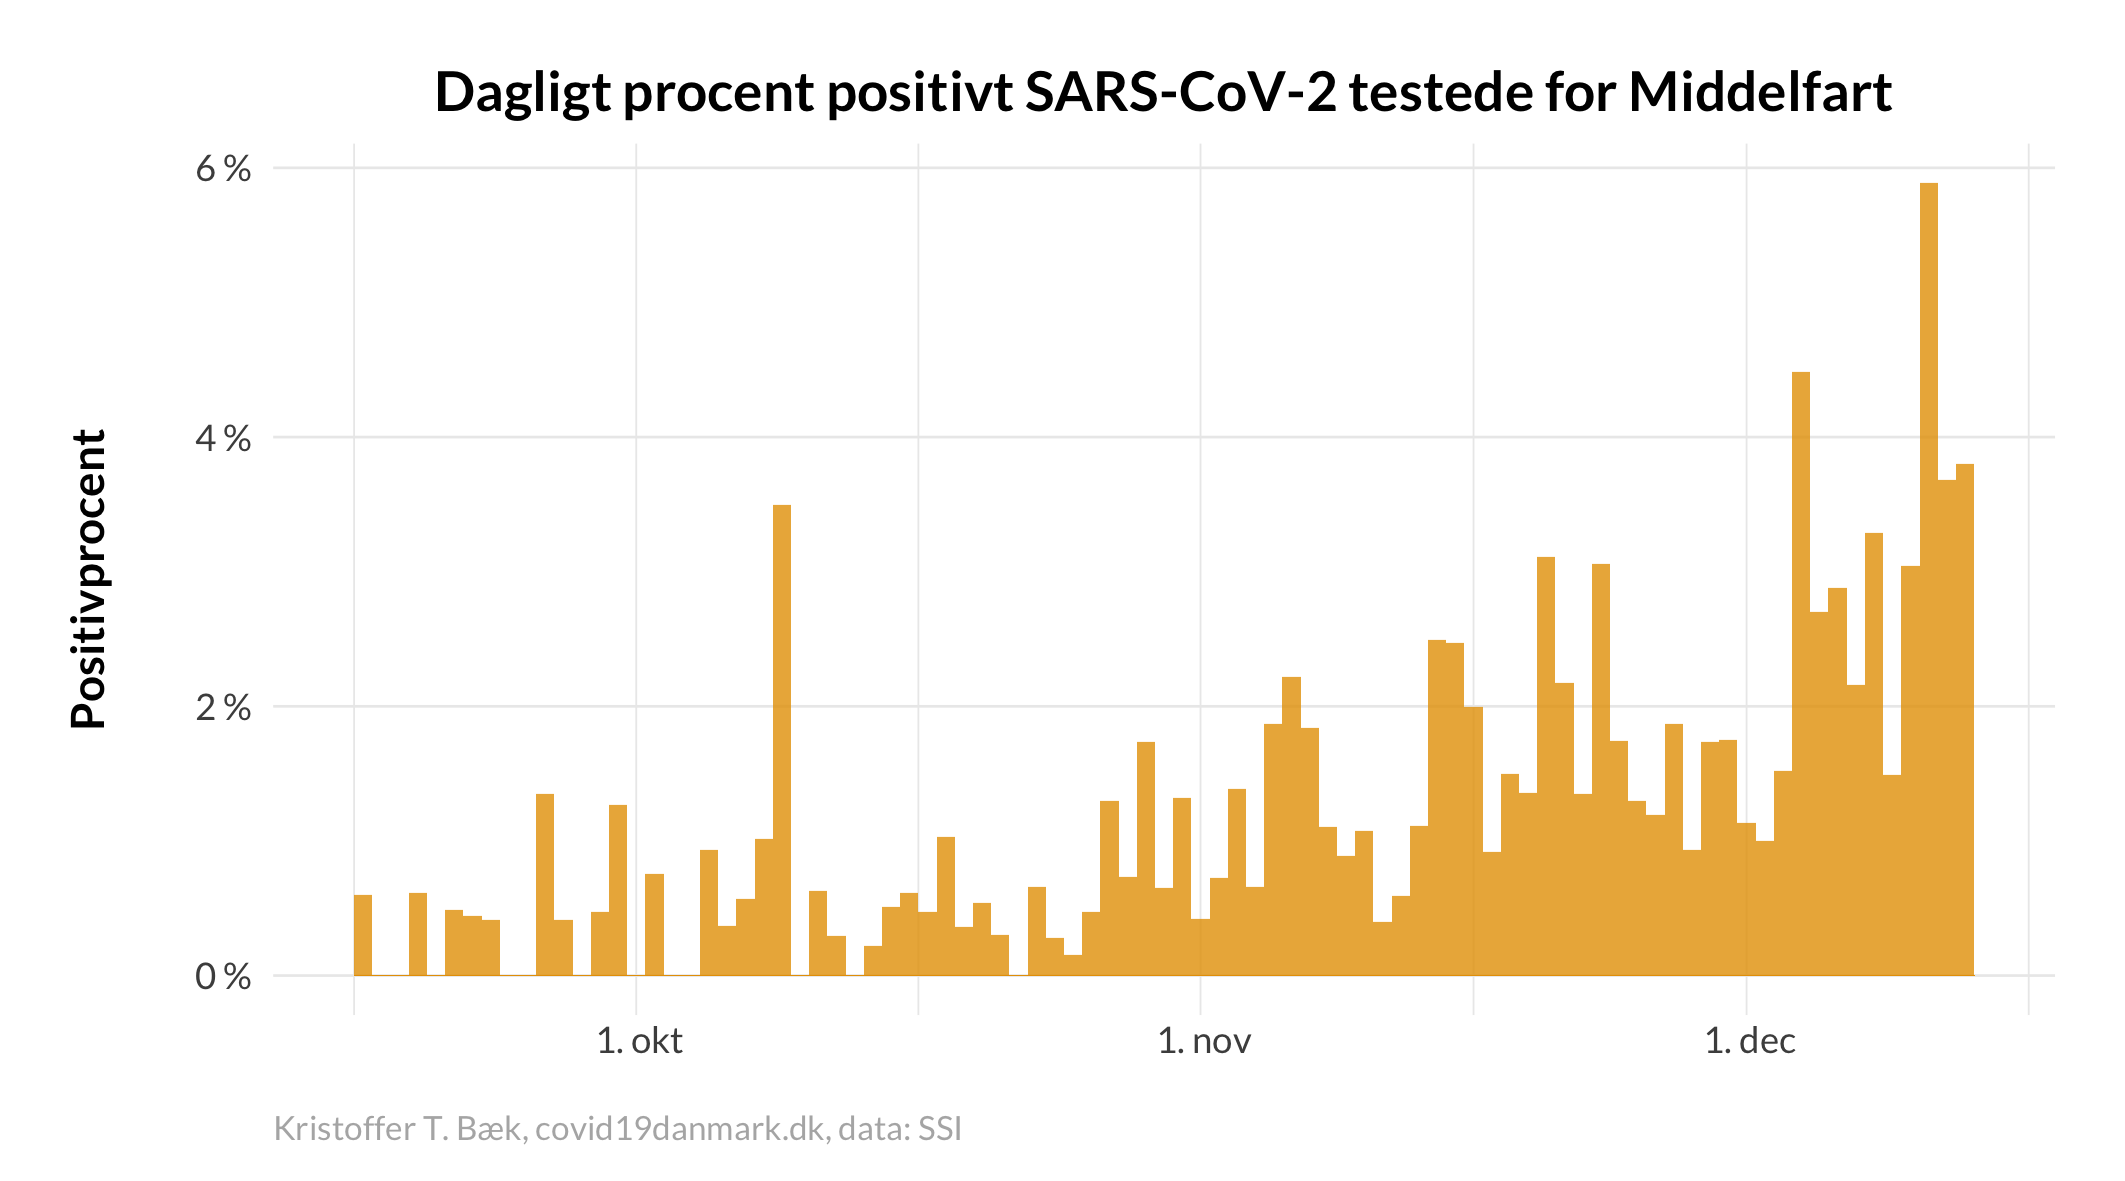 Dagligt procent positivt SARS-CoV-2 testede for Middelfart
Positivprocent
6 %
4 %
2 %
0 %
1. okt
1. nov
1. dec
Kristoffer T. Bæk, covid19danmark.dk, data: SSI